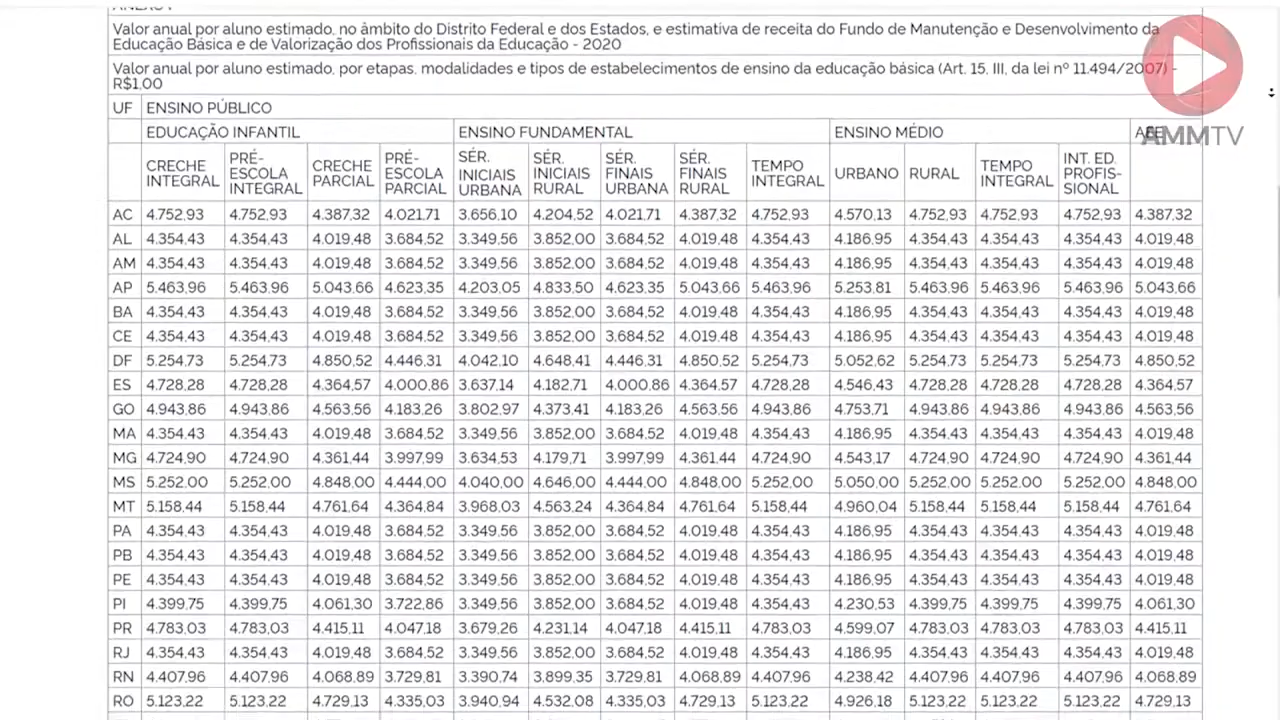 Valor anual por aluno estimado, no âmbito do Distrito Federal e dos Estados, e estimativa de receita do Fundo de Manutenção e Desenvolvimento da
Educação Básica e de Valorização dos Profissionais da Educação - 2020
Valor anual por aluno estimado, por etapas, modalidades e tipos de estabelecimentos de ensino da educação básica (Art. 15, III, da lei nº 11.494/2007) -
R$1,00
UF ENSINO PÚBLICO
EDUCAÇÃO INFANTIL ENSINO FUNDAMENTAL ENSINO MÉDIO AEE
CRECHE INTEGRAL PRÉ-ESCOLA INTEGRAL CRECHE PARCIAL PRÉ-ESCOLA PARCIAL SÉR. INICIAIS URBANA SÉR. INICIAIS RURAL SÉR. FINAIS URBANA SÉR. FINAIS RURAL TEMPO INTEGRAL URBANO RURAL TEMPO INTEGRAL INT. ED. PROFIS-SIONAL
AC 4.752,93 4.752,93 4.387,32 4.021,71 3.656,10 4.204,52 4.021,71 4.387,32 4.752,93 4.570,13 4.752,93 4.752,93 4.752,93 4.387,32
AL 4.354,43 4.354,43 4.019,48 3.684,52 3.349,56 3.852,00 3.684,52 4.019,48 4.354,43 4.186,95 4.354,43 4.354,43 4.354,43 4.019,48
AM 4.354,43 4.354,43 4.019,48 3.684,52 3.349,56 3.852,00 3.684,52 4.019,48 4.354,43 4.186,95 4.354,43 4.354,43 4.354,43 4.019,48
AP 5.463,96 5.463,96 5.043,66 4.623,35 4.203,05 4.833,50 4.623,35 5.043,66 5.463,96 5.253,81 5.463,96 5.463,96 5.463,96 5.043,66
BA 4.354,43 4.354,43 4.019,48 3.684,52 3.349,56 3.852,00 3.684,52 4.019,48 4.354,43 4.186,95 4.354,43 4.354,43 4.354,43 4.019,48
CE 4.354,43 4.354,43 4.019,48 3.684,52 3.349,56 3.852,00 3.684,52 4.019,48 4.354,43 4.186,95 4.354,43 4.354,43 4.354,43 4.019,48
DF 5.254,73 5.254,73 4.850,52 4.446,31 4.042,10 4.648,41 4.446,31 4.850,52 5.254,73 5.052,62 5.254,73 5.254,73 5.254,73 4.850,52
ES 4.728,28 4.728,28 4.364,57 4.000,86 3.637,14 4.182,71 4.000,86 4.364,57 4.728,28 4.546,43 4.728,28 4.728,28 4.728,28 4.364,57
GO 4.943,86 4.943,86 4.563,56 4.183,26 3.802,97 4.373,41 4.183,26 4.563,56 4.943,86 4.753,71 4.943,86 4.943,86 4.943,86 4.563,56
MA 4.354,43 4.354,43 4.019,48 3.684,52 3.349,56 3.852,00 3.684,52 4.019,48 4.354,43 4.186,95 4.354,43 4.354,43 4.354,43 4.019,48
MG 4.724,90 4.724,90 4.361,44 3.997,99 3.634,53 4.179,71 3.997,99 4.361,44 4.724,90 4.543,17 4.724,90 4.724,90 4.724,90 4.361,44
MS 5.252,00 5.252,00 4.848,00 4.444,00 4.040,00 4.646,00 4.444,00 4.848,00 5.252,00 5.050,00 5.252,00 5.252,00 5.252,00 4.848,00
MT 5.158,44 5.158,44 4.761,64 4.364,84 3.968,03 4.563,24 4.364,84 4.761,64 5.158,44 4.960,04 5.158,44 5.158,44 5.158,44 4.761,64
PA 4.354,43 4.354,43 4.019,48 3.684,52 3.349,56 3.852,00 3.684,52 4.019,48 4.354,43 4.186,95 4.354,43 4.354,43 4.354,43 4.019,48
PB 4.354,43 4.354,43 4.019,48 3.684,52 3.349,56 3.852,00 3.684,52 4.019,48 4.354,43 4.186,95 4.354,43 4.354,43 4.354,43 4.019,48
PE 4.354,43 4.354,43 4.019,48 3.684,52 3.349,56 3.852,00 3.684,52 4.019,48 4.354,43 4.186,95 4.354,43 4.354,43 4.354,43 4.019,48
PI 4.399,75 4.399,75 4.061,30 3.722,86 3.349,56 3.852,00 3.684,52 4.019,48 4.354,43 4.230,53 4.399,75 4.399,75 4.399,75 4.061,30
PR 4.783,03 4.783,03 4.415,11 4.047,18 3.679,26 4.231,14 4.047,18 4.415,11 4.783,03 4.599,07 4.783,03 4.783,03 4.783,03 4.415,11
RJ 4.354,43 4.354,43 4.019,48 3.684,52 3.349,56 3.852,00 3.684,52 4.019,48 4.354,43 4.186,95 4.354,43 4.354,43 4.354,43 4.019,48
RN 4.407,96 4.407,96 4.068,89 3.729,81 3.390,74 3.899,35 3.729,81 4.068,89 4.407,96 4.238,42 4.407,96 4.407,96 4.407,96 4.068,89
RO 5.123,22 5.123,22 4.729,13 4.335,03 3.940,94 4.532,08 4.335,03 4.729,13 5.123,22 4.926,18 5.123,22 5.123,22 5.123,22 4.729,13
AMMTV